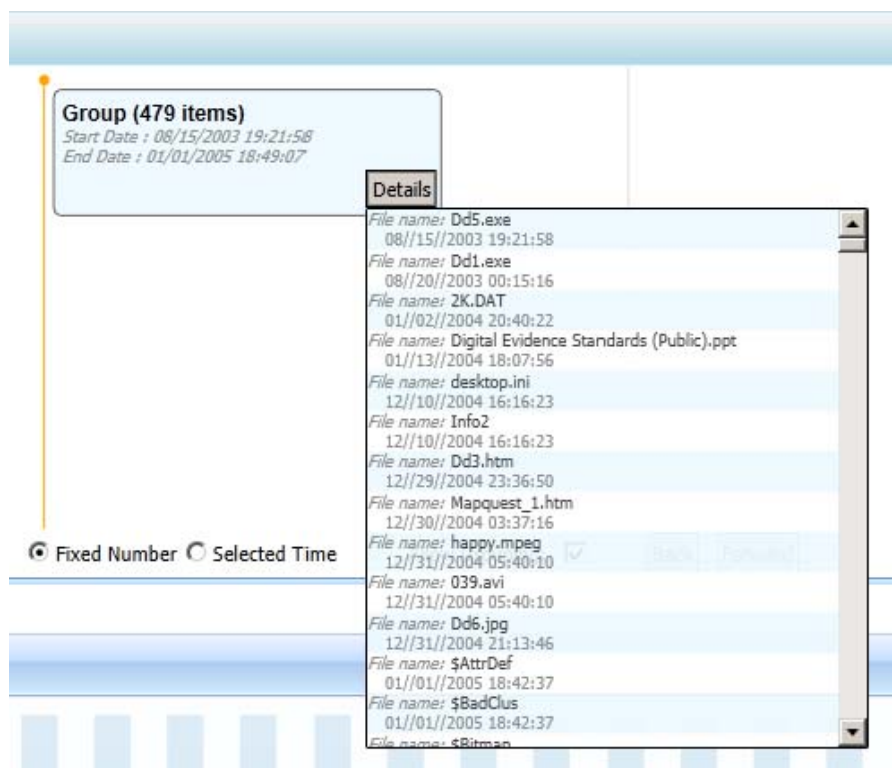 Group (479 items)
Start Date : 08/15/2003 19:21:58
End Date : 01/01/2005 18:49:07
Details
File name: Dd5.exe
08//15//2003 19:21:58
File name: Dd1.exe
08//20//2003 00:15:16
File name: 2K.DAT
01//02//2004 20:40:22
File name: Digital Evidence Standards (Public).ppt
01//13//2004 18:07:56
File name: desktop.ini
12//10//2004 16:16:23
File name: Info2
12//10//2004 16:16:23
File name: Dd3.htm
12//29//2004 23:36:50
File name: Mapquest_1.htm
12//30//2004 03:37:16
File name: happy.mpeg
12//31//2004 05:40:10
File name: 039.avi
12//31//2004 05:40:10
File name: Dd6.jpg
12//31//2004 21:13:46
File name: $AttrDef
01//01//2005 18:42:37
File name: $BadClus
01//01//2005 18:42:37
File name: $Bitmap
Fixed Number Selected Time
Back Forward